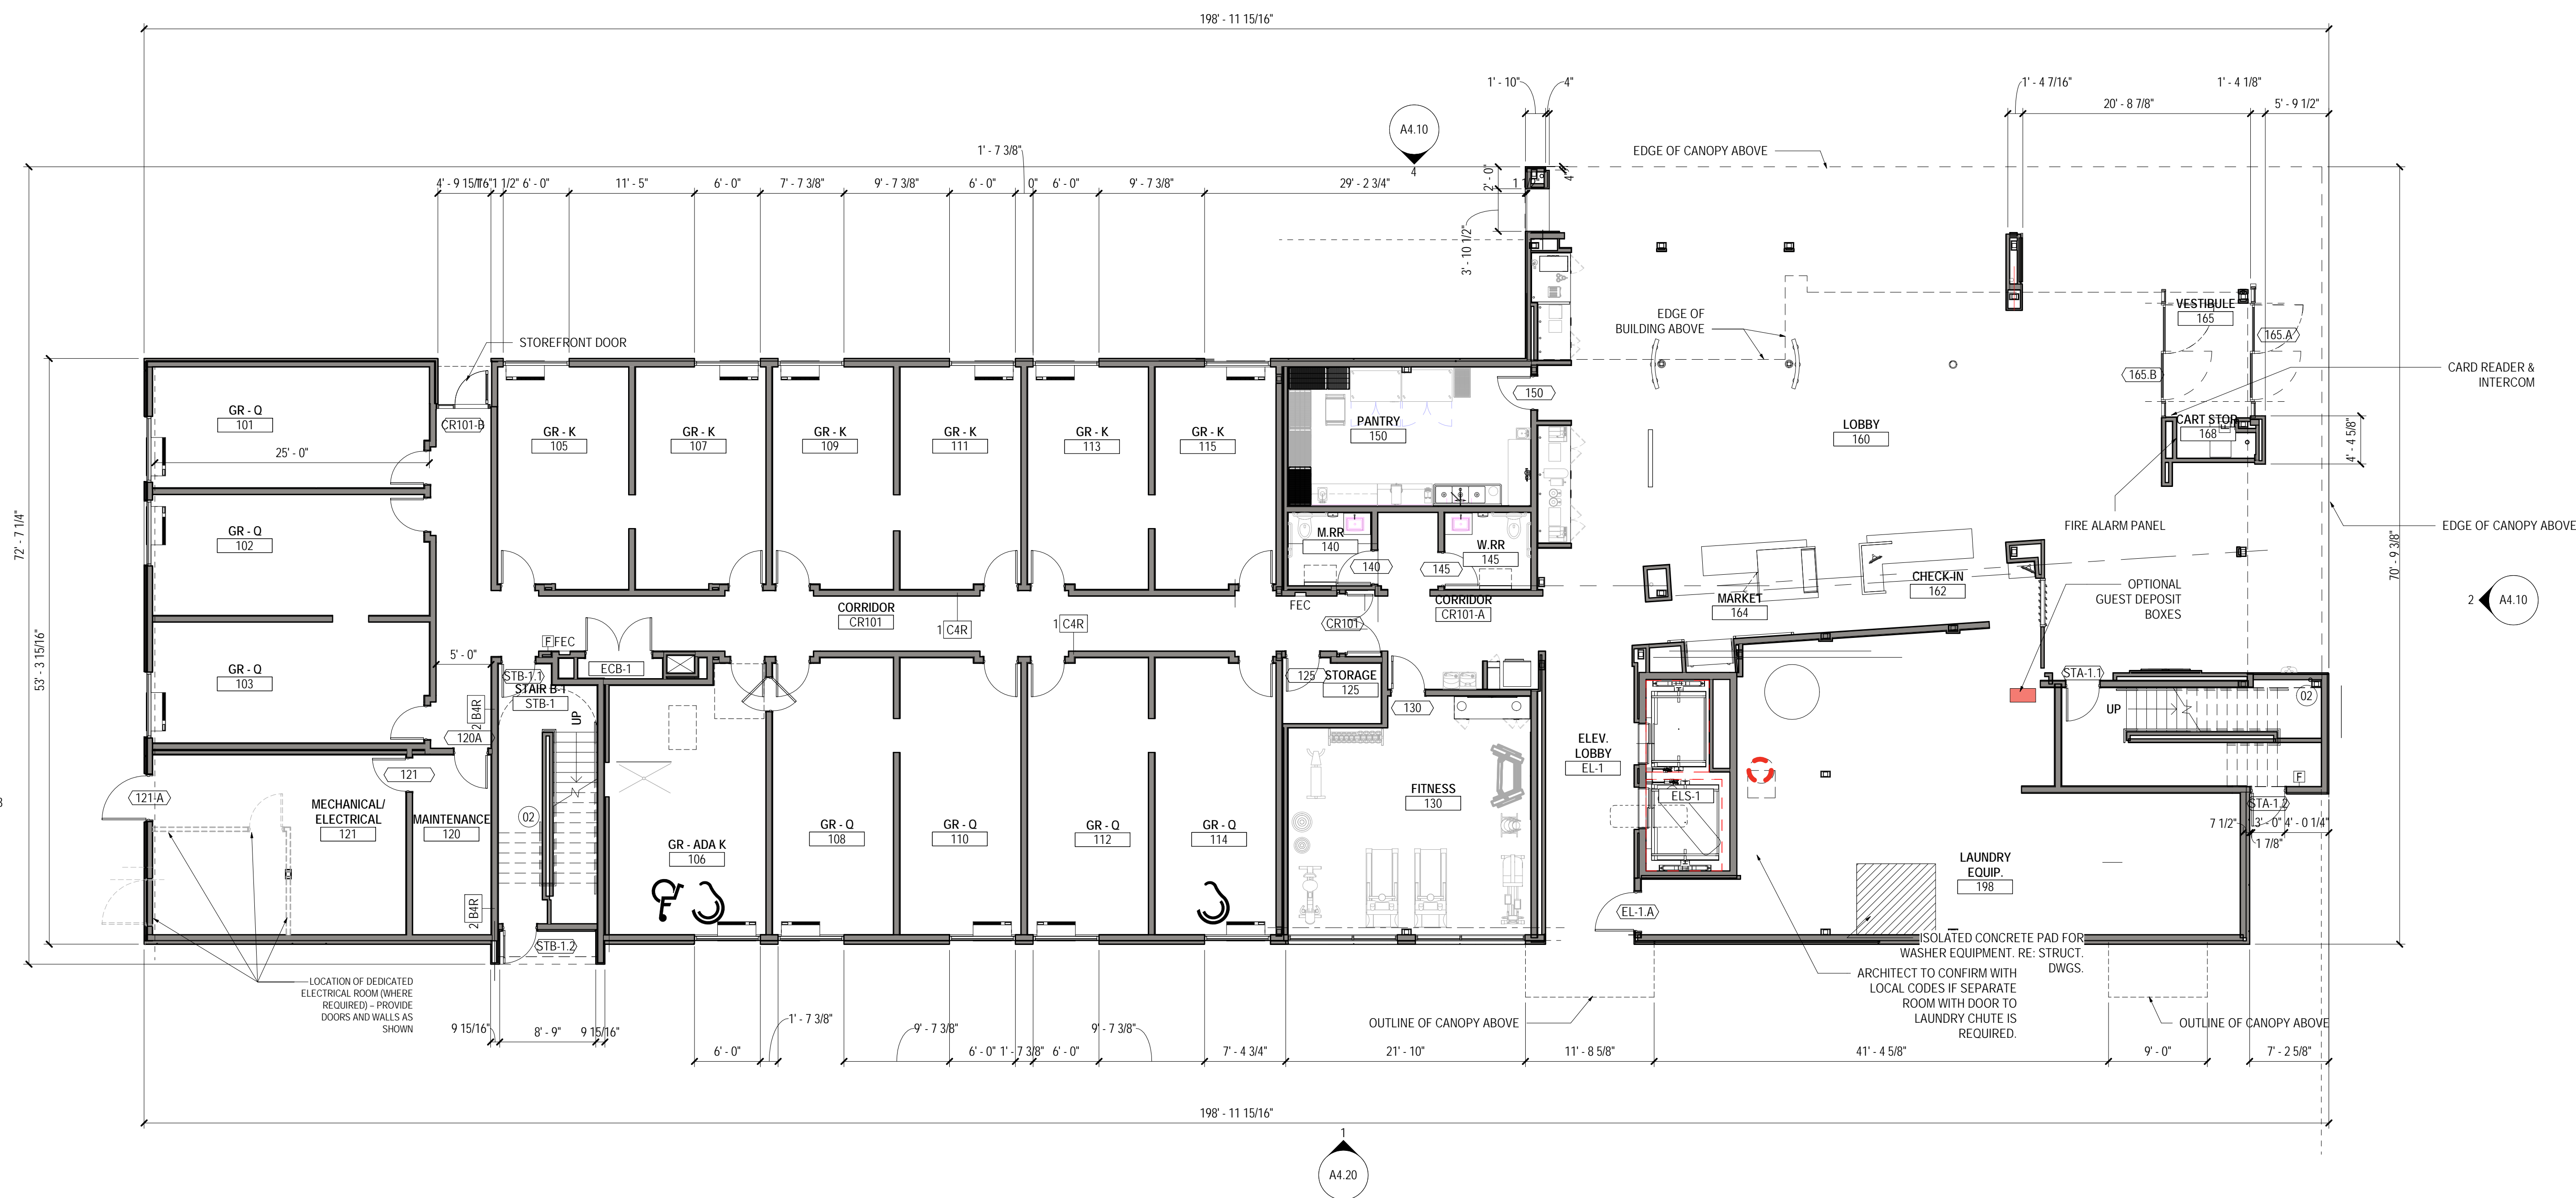 198' - 11 15/16"
1' - 10"
4"
1' - 4 7/16"
1' - 4 1/8"
20' - 8 7/8"
5' - 9 1/2"
A4.10
4
1' - 7 3/8"
EDGE OF CANOPY ABOVE
4' - 9 15/16"
6' - 0"
11' - 5"
6' - 0"
7' - 7 3/8"
9' - 7 3/8"
6' - 0"
0"
6' - 0"
9' - 7 3/8"
29' - 2 3/4"
2' - 0"
4"
3' - 10 1/2"
EDGE OF
BUILDING ABOVE
STOREFRONT DOOR
VESTIBULE
165
165.A
165.B
CARD READER &
INTERCOM
GR - Q
101
25' - 0"
CR101-B
GR - K
105
GR - K
107
GR - K
109
GR - K
111
GR - K
113
GR - K
115
PANTRY
150
150
LOBBY
160
CART STOR
168
4' - 4 5/8"
FIRE ALARM PANEL
EDGE OF CANOPY ABOVE
72' - 7 1/4"
53' - 3 15/16"
70' - 9 3/8"
GR - Q
102
M.RR
140
140
W.RR
145
145
CHECK-IN
162
MARKET
164
OPTIONAL
GUEST DEPOSIT
BOXES
2
A4.10
CORRIDOR
CR101
1
C4R
1
C4R
FEC
CR101
CORRIDOR
CR101-A
F
FEC
ECB-1
GR - Q
103
5' - 0"
STB-1.1
STAIR B-1
STB-1
UP
2
B4R
120A
125
STORAGE
125
130
STA-1.1
UP
02
F
STA-1.2
ELEV.
LOBBY
EL-1
ELS-1
121-A
121
MECHANICAL/
ELECTRICAL
121
MAINTENANCE
120
02
GR - ADA K
106
GR - Q
108
GR - Q
110
GR - Q
112
GR - Q
114
FITNESS
130
LAUNDRY
EQUIP.
198
7 1/2"
3' - 0"
4' - 0 1/4"
1 7/8"
2
B4R
STB-1.2
EL-1.A
ISOLATED CONCRETE PAD FOR
WASHER EQUIPMENT. RE: STRUCT.
DWGS.
ARCHITECT TO CONFIRM WITH
LOCAL CODES IF SEPARATE
ROOM WITH DOOR TO
LAUNDRY CHUTE IS
REQUIRED.
LOCATION OF DEDICATED
ELECTRICAL ROOM (WHERE
REQUIRED) – PROVIDE
DOORS AND WALLS AS
SHOWN
OUTLINE OF CANOPY ABOVE
OUTLINE OF CANOPY ABOVE
9 15/16"
8' - 9"
9 15/16"
1' - 7 3/8"
9' - 7 3/8"
9' - 7 3/8"
6' - 0"
6' - 0"
1' - 7 3/8"
6' - 0"
7' - 4 3/4"
21' - 10"
11' - 8 5/8"
41' - 4 5/8"
9' - 0"
7' - 2 5/8"
198' - 11 15/16"
1
A4.20